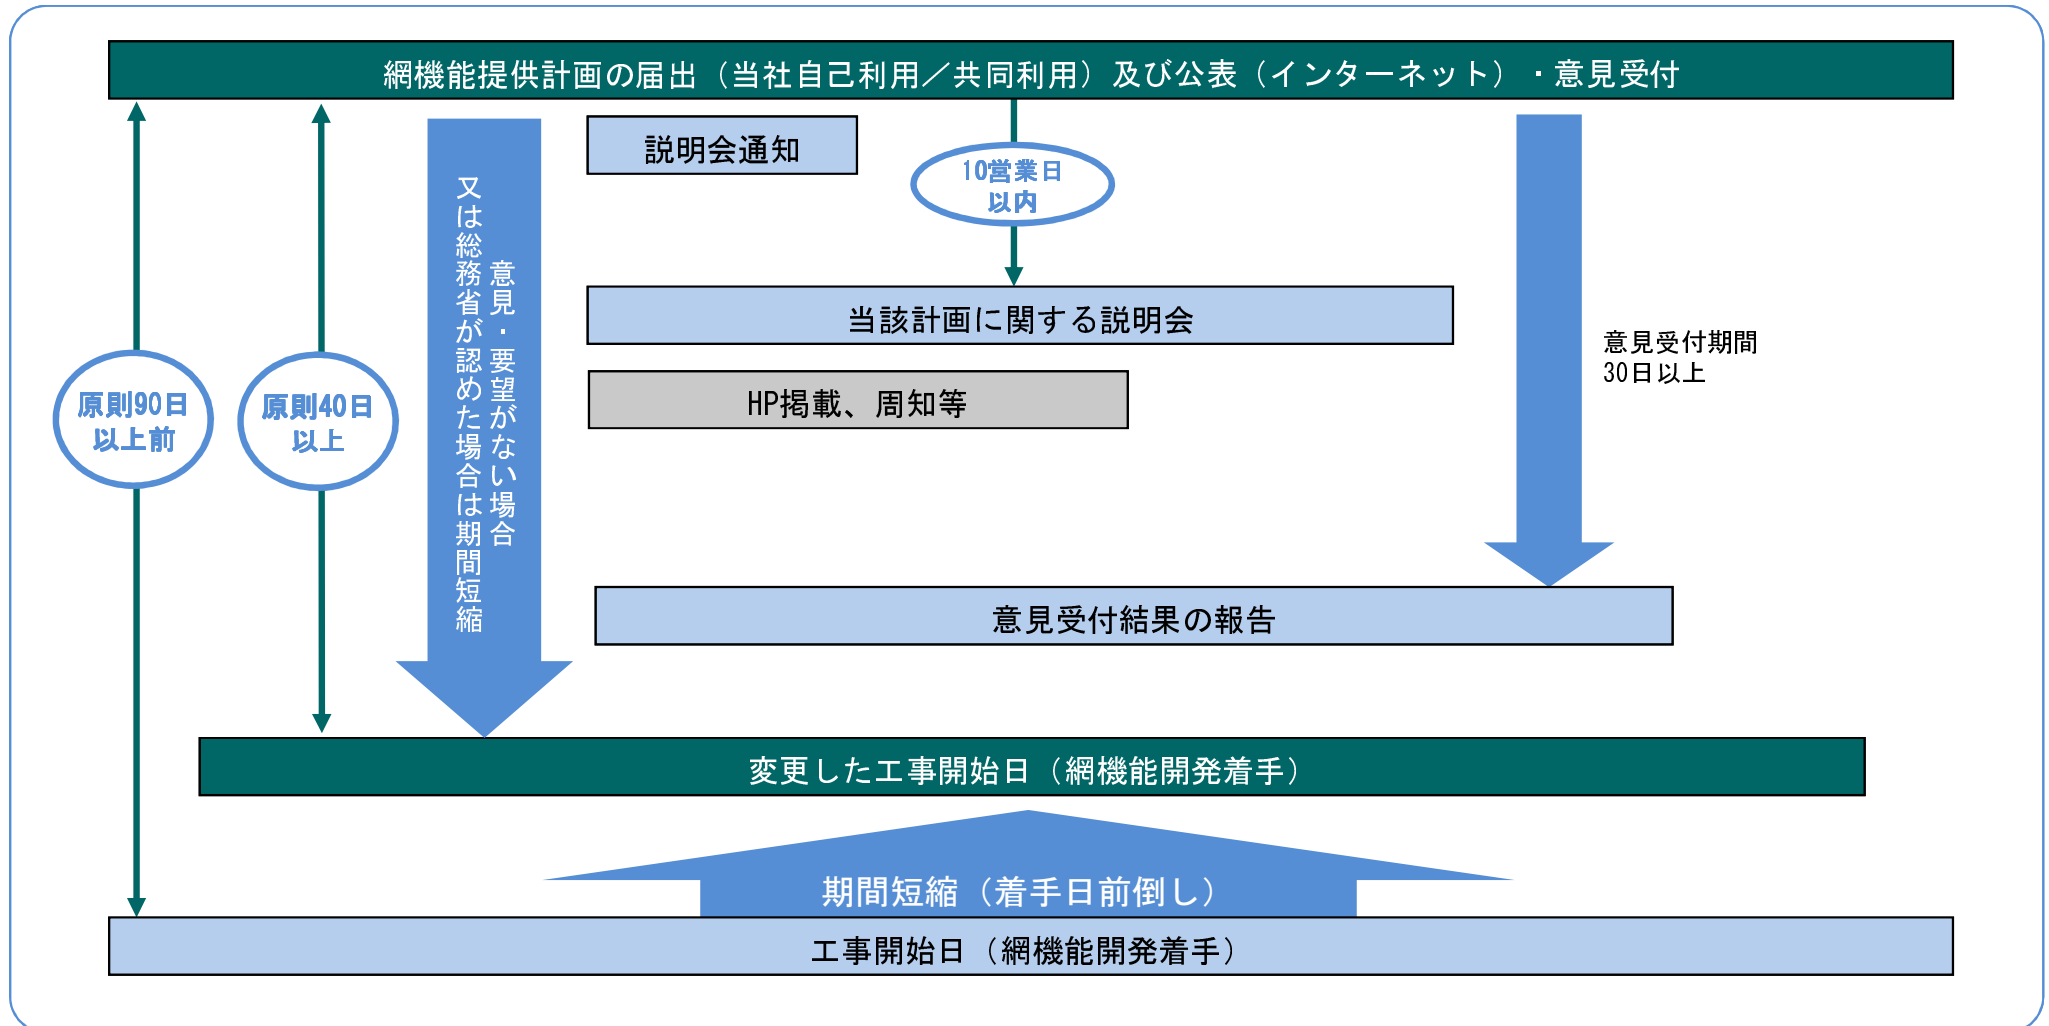 網機能提供計画の届出（当社自己利用／共同利用）及び公表（インターネット）・意見受付
説明会通知
10営業日
以内
当該計画に関する説明会
HP掲載、周知等
意見受付期間
30日以上
原則90日
以上前
原則40日
以上
意見・要望がない場合
又は総務省が認めた場合は期間短縮
意見受付結果の報告
変更した工事開始日（網機能開発着手）
期間短縮（着手日前倒し）
工事開始日（網機能開発着手）